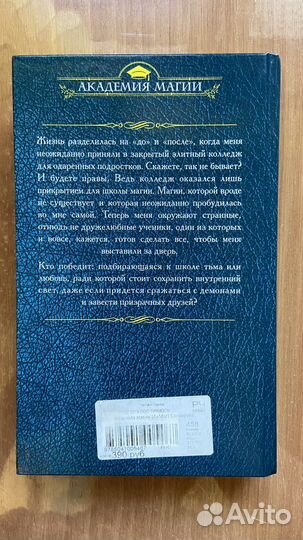 АКАДЕМИЯ МАГИИ
Жизнь разделилась на «до» и «после», когда меня
неожиданно приняли в закрытый элитный колледж
для одаренных подростков. Скажете, так не бывает?
И будете правы. Ведь колледж оказался лишь
прикрытием для школы магии. Магии, которой вроде
не существует и которая неожиданно пробудилась
во мне самой. Теперь меня окружают странные,
отнюдь не дружелюбные ученики, один из которых
и вовсе, кажется, готов сделать все, чтобы меня
выставили за дверь.
Кто победит: подбирающаяся к школе тьма или
любовь, ради которой стоит сохранить внутренний
свет, даже если придется сражаться с демонами
и завести призрачных друзей?
390 руб
Avito